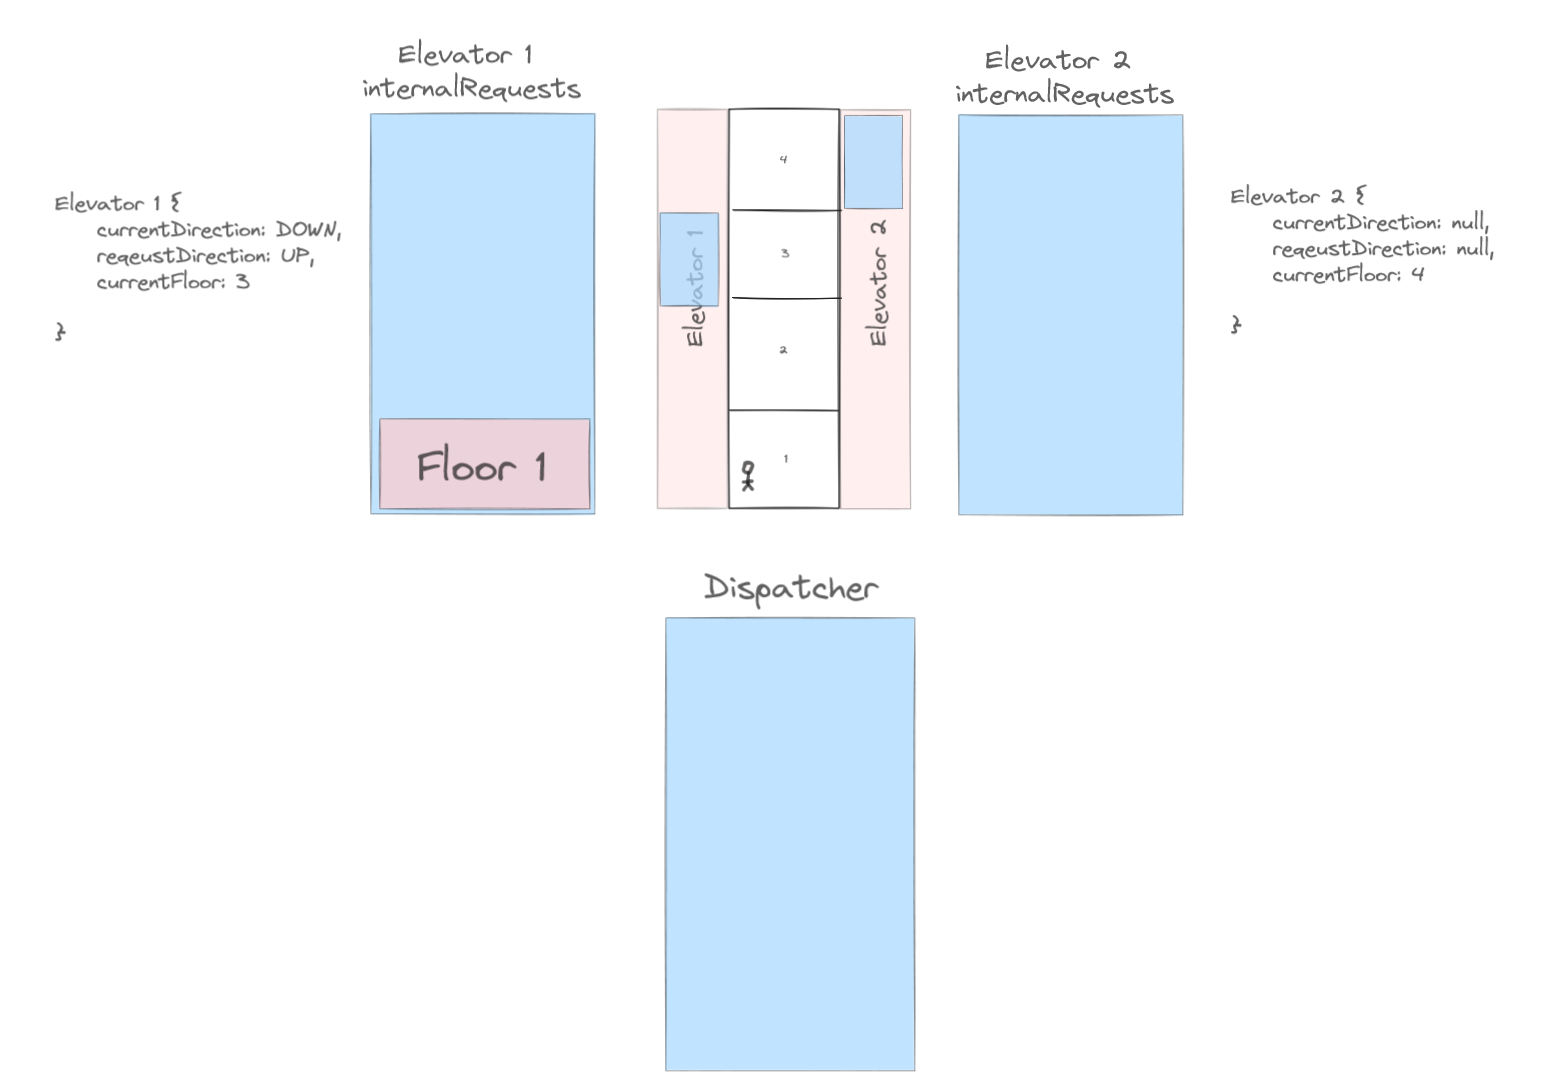 Elevator 1
internalRequests
Elevator 2
internalRequests
Elevator 1 {
currentDirection: DOWN,
reqeustDirection: UP,
currentFloor: 3
}
Floor 1
Elevator 1
4
3
2
1
Elevator 2
Elevator 2 {
currentDirection: null,
reqeustDirection: null,
currentFloor: 4
}
Dispatcher